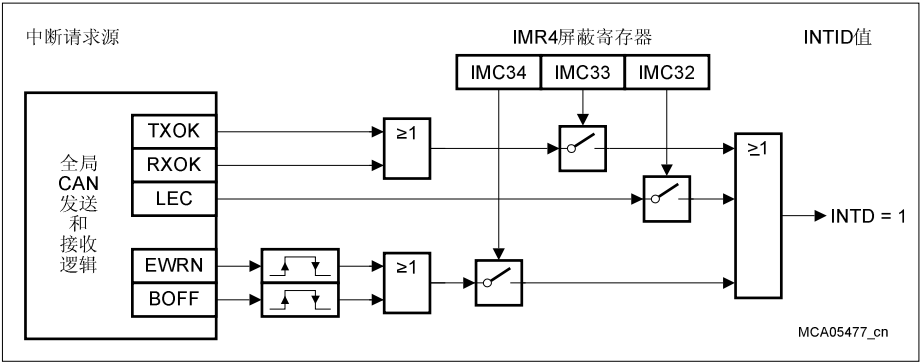 中断请求源
IMR4屏蔽寄存器
INTID值
IMC34
IMC33
IMC32
TXOK
RXOK
LEC
EWRN
BOFF
全局
CAN
发送
和
接收
逻辑
≥1
≥1
≥1
INTD = 1
MCA05477_cn